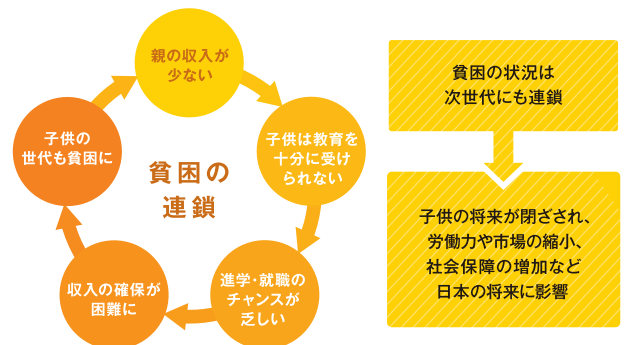 親の収入が
少ない
子供は教育を
十分に受け
られない
進学・就職の
チャンスが
乏しい
収入の確保が
困難に
子供の
世代も貧困に
貧困の
連鎖
貧困の状況は
次世代にも連鎖
子供の将来が閉ざされ、
労働力や市場の縮小、
社会保障の増加など
日本の将来に影響